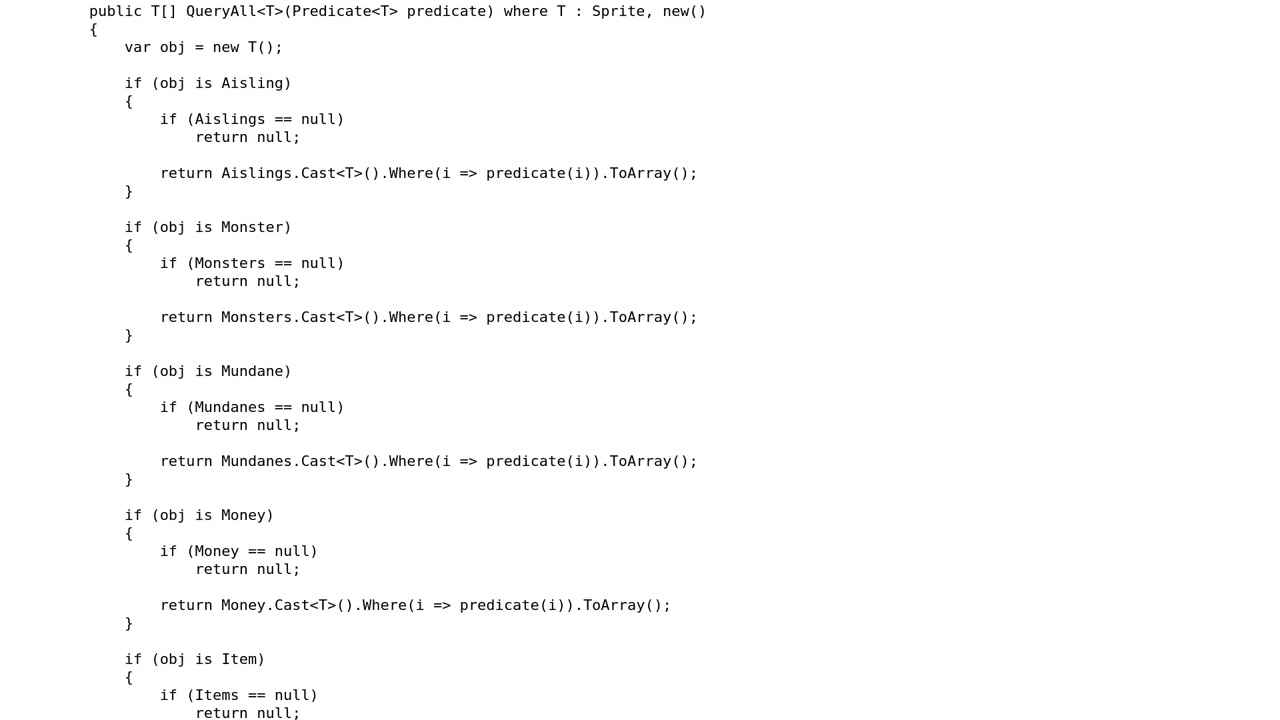 public T[] QueryAll<T>(Predicate<T> predicate) where T : Sprite, new()
{
    var obj = new T();

    if (obj is Aisling)
    {
        if (Aislings == null)
            return null;

        return Aislings.Cast<T>().Where(i => predicate(i)).ToArray();
    }

    if (obj is Monster)
    {
        if (Monsters == null)
            return null;

        return Monsters.Cast<T>().Where(i => predicate(i)).ToArray();
    }

    if (obj is Mundane)
    {
        if (Mundanes == null)
            return null;

        return Mundanes.Cast<T>().Where(i => predicate(i)).ToArray();
    }

    if (obj is Money)
    {
        if (Money == null)
            return null;

        return Money.Cast<T>().Where(i => predicate(i)).ToArray();
    }

    if (obj is Item)
    {
        if (Items == null)
            return null;